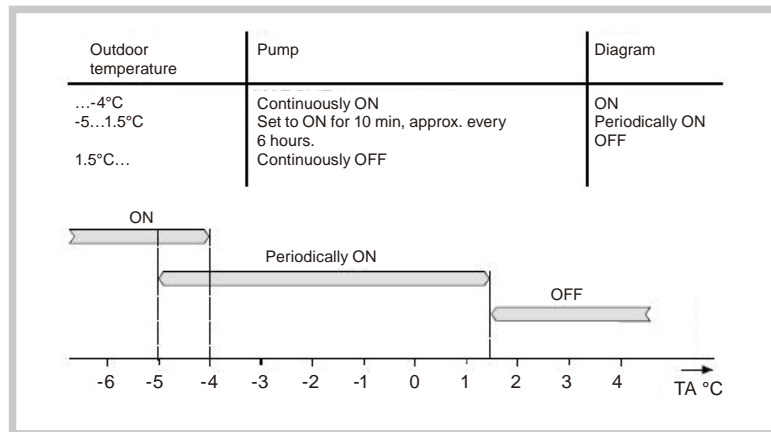 Outdoor temperature
Pump
Diagram
…-4°C
Continuously ON
ON
-5…1.5°C
Set to ON for 10 min, approx. every
Periodically ON
6 hours.
OFF
1.5°C…
Continuously OFF
ON
Periodically ON
OFF
-6 -5 -4 -3 -2 -1 0 1 2 3 4
TA °C